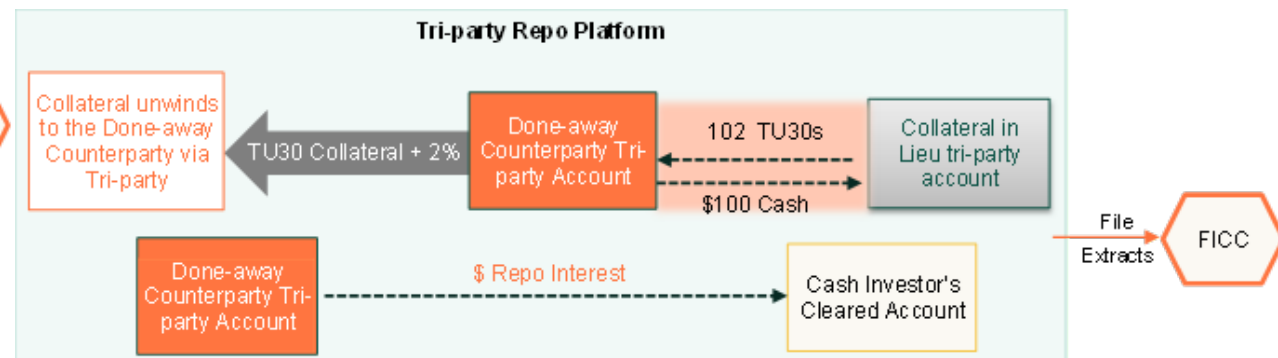 Tri-party Repo Platform
Collateral unwinds
to the Done-away
Counterparty via
Tri-party
TU30 Collateral + 2%
Done-away
Counterparty Tri-
party Account
102 TU30s
$100 Cash
Collateral in
Lieu tri-party
account
File
Extracts
FICC
Done-away
Counterparty Tri-
party Account
$ Repo Interest
Cash Investor's
Cleared Account